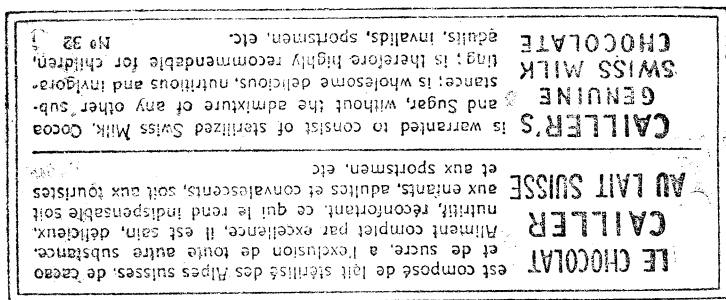 LE CHOCOLAT
CAILLER
AU LAIT SUISSE
est composé de lait stérilisé des Alpes suisses. de cacao
et de sucre. a l'exclusion de toute autre substance.
Aliment complet par excellence, il est sain, délicieux.
nutritif, réconfortant. ce qui le rend indispensable soit
aux enfants, adultes et convalescents, soit aux touristes
et aux sportsmen, etc
CAILLER'S
GENUINE
SWISS MILK
CHOCOLATE
is warranted to consist of sterilized Swiss Milk, Cocoa
and Sugar, without the admixture of any other sub-
stance; is wholesome delicious, nutritious and invigora-
ting; is therefore highly recommendable for children,
adults, invalids, sportsmen, etc. Nº 32